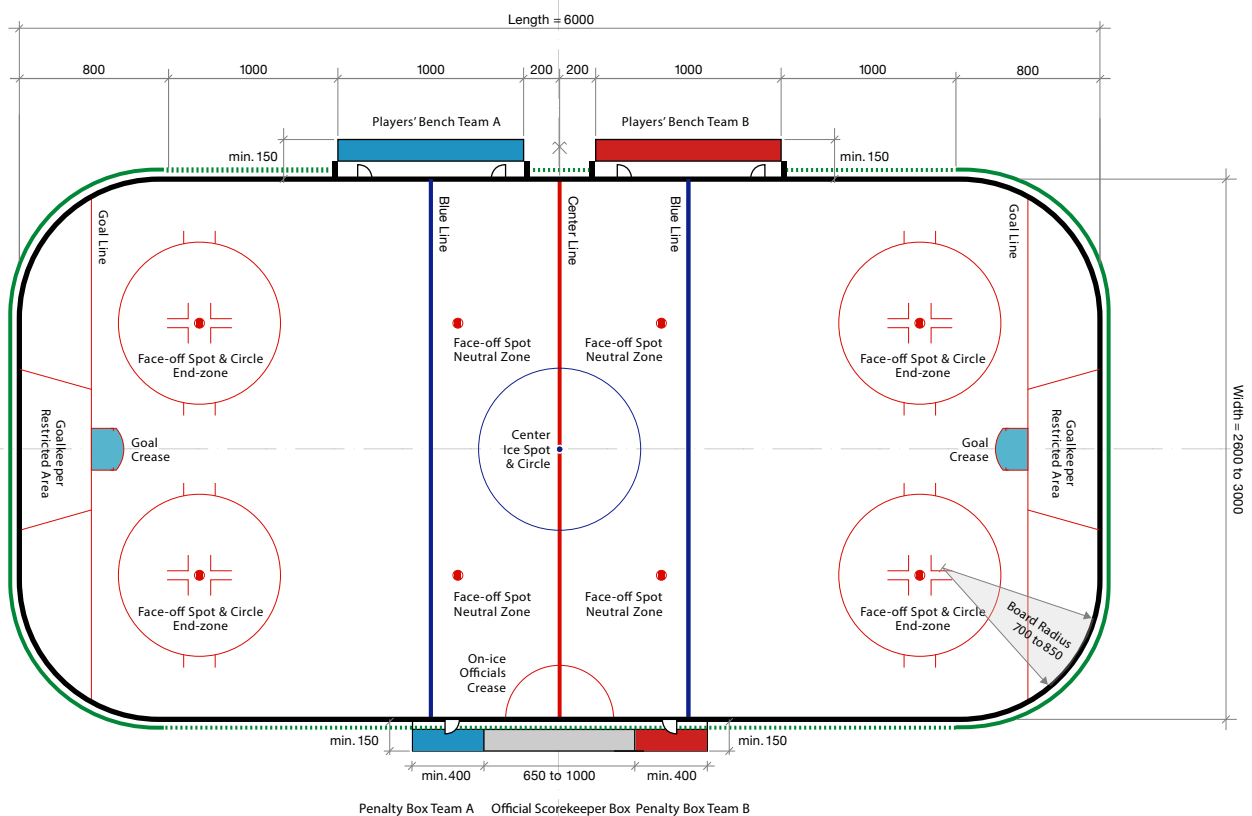 Length = 6000
800
1000
1000
200
200
1000
1000
800
Players' Bench Team A
Players' Bench Team B
min. 150
min. 150
Goal Line
Blue Line
Center Line
Blue Line
Goal Line
Face-off Spot & Circle
End-zone
Face-off Spot
Neutral Zone
Face-off Spot
Neutral Zone
Face-off Spot & Circle
End-zone
Goalkeeper
Restricted Area
Goal
Crease
Center
Ice Spot
& Circle
Goal
Crease
Goalkeeper
Restricted Area
Width = 2600 to 3000
Face-off Spot & Circle
End-zone
Face-off Spot
Neutral Zone
Face-off Spot
Neutral Zone
Face-off Spot & Circle
End-zone
Board Radius
700 to 850
On-ice
Officials
Crease
min. 150
min. 150
min. 400
650 to 1000
min. 400
Penalty Box Team A
Official Scorekeeper Box
Penalty Box Team B